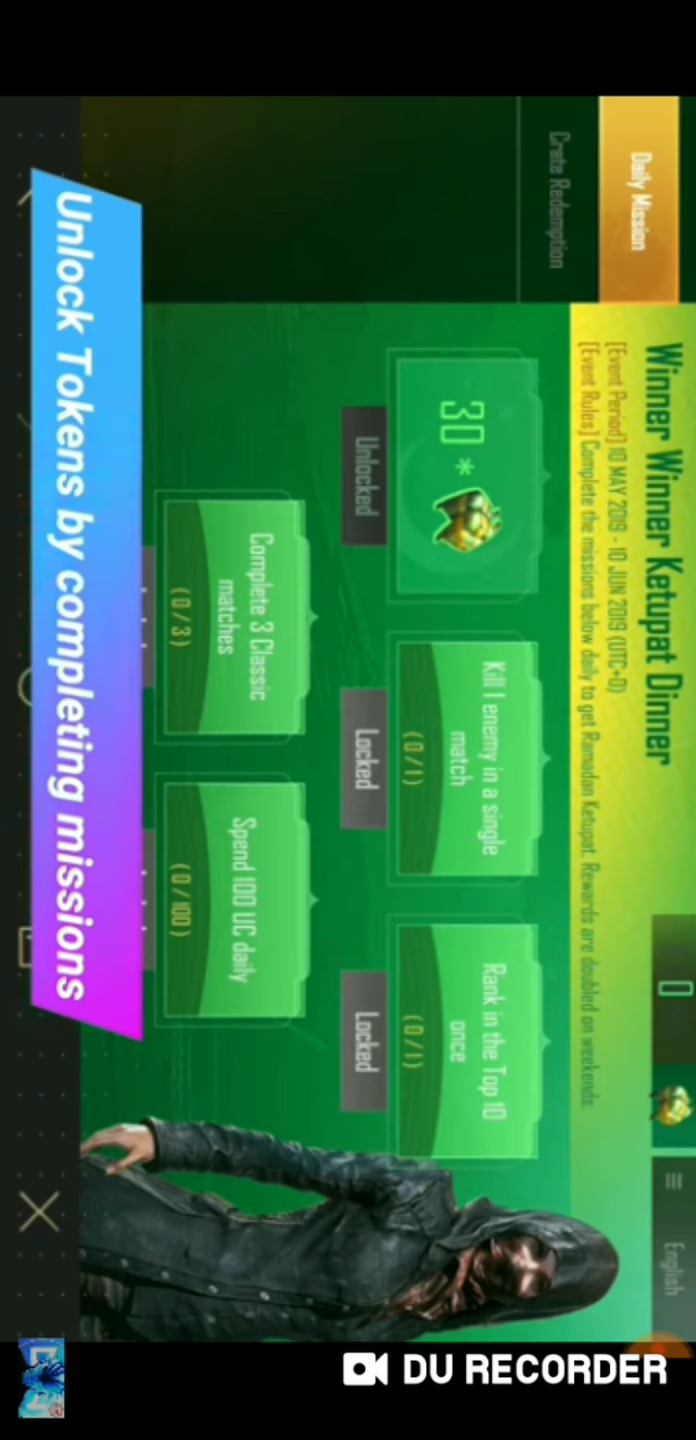 Daily Mission
Crate Redemption
Winner Winner Ketupat Dinner
[Event Period] 10 MAY 2019 - 10 JUN 2019 (UTC+0)
[Event Rules] Complete the missions below daily to get Ramadan Ketupat. Rewards are doubled on weekends.
0
English
30 *
Unlocked
Kill 1 enemy in a single
match
(0/1)
Locked
Rank in the Top 10
once
(0/1)
Locked
Complete 3 Classic
matches
(0/3)
Spend 100 UC daily
(0/100)
Unlock Tokens by completing missions
DU RECORDER